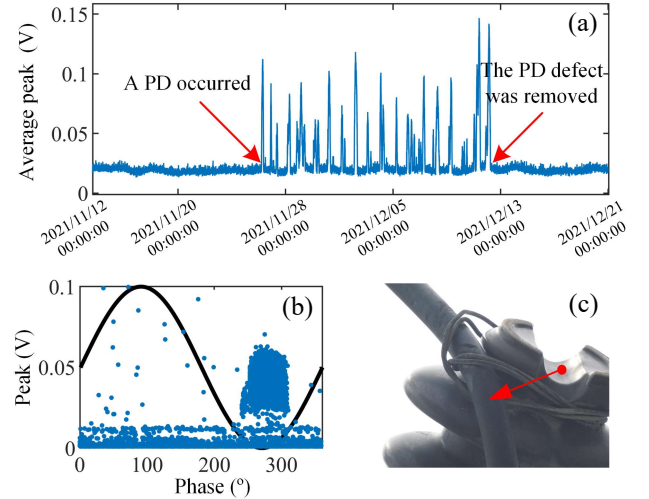 (a)
0.15
0.1
0.05
0
Average peak (V)
A PD occurred
The PD defect
was removed
2021/11/12
00:00:00
2021/11/20
00:00:00
2021/11/28
00:00:00
2021/12/05
00:00:00
2021/12/13
00:00:00
2021/12/21
00:00:00
(b)
0.1
0.05
0
Peak (V)
0 100 200 300
Phase (º)
(c)